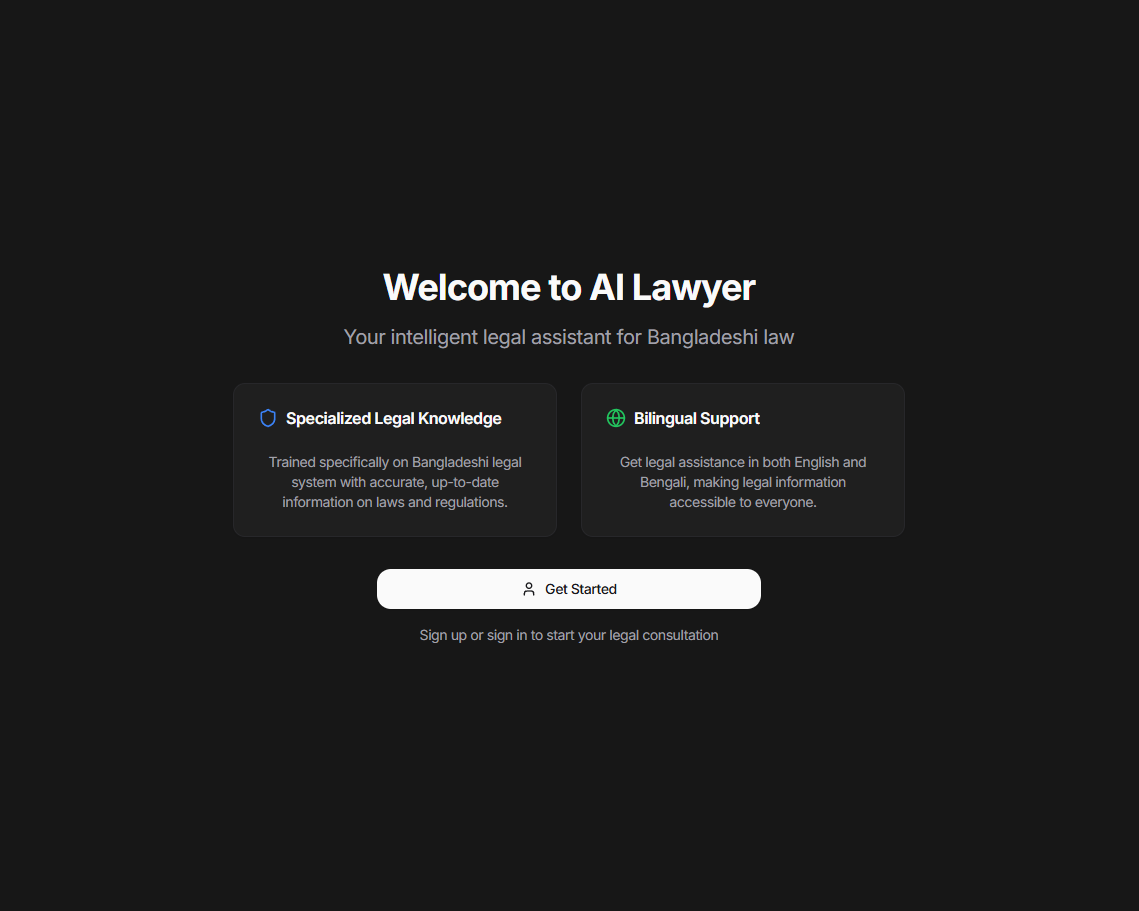 Welcome to AI Lawyer
Your intelligent legal assistant for Bangladeshi law
Specialized Legal Knowledge
Trained specifically on Bangladeshi legal
system with accurate, up-to-date
information on laws and regulations.
Bilingual Support
Get legal assistance in both English and
Bengali, making legal information
accessible to everyone.
Get Started
Sign up or sign in to start your legal consultation